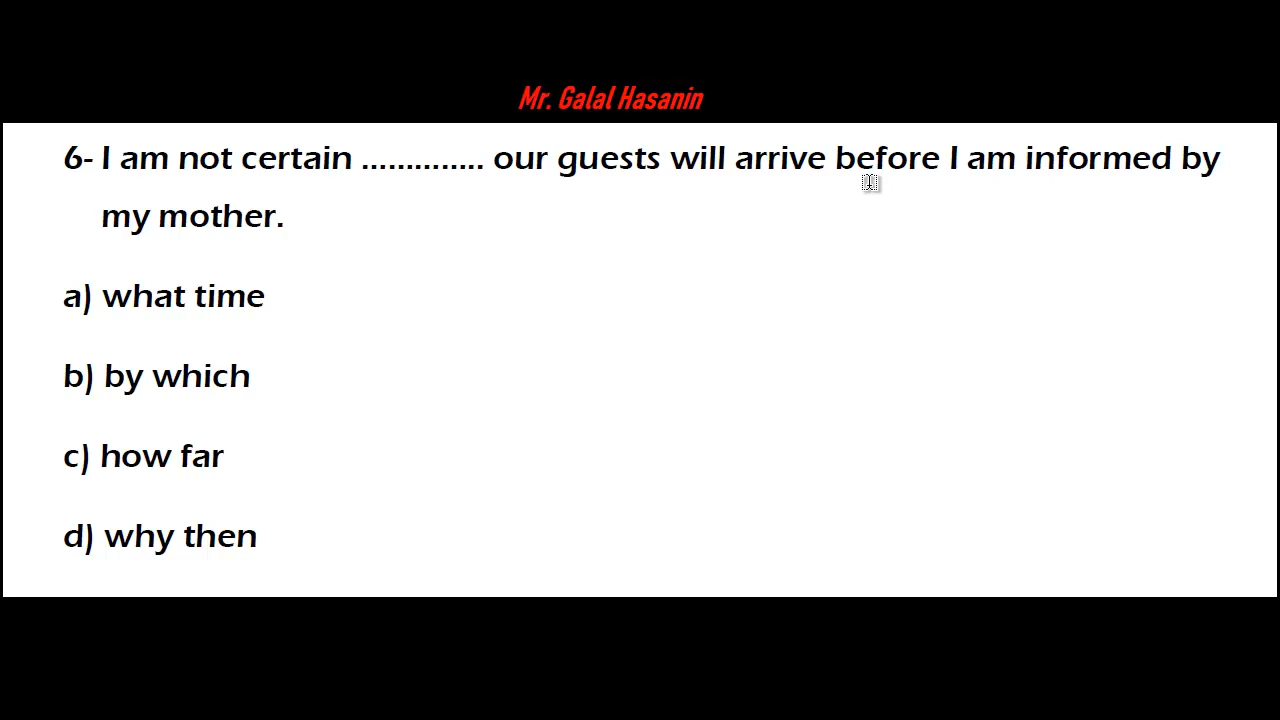 Mr. Galal Hasanin
6- I am not certain .............. our guests will arrive before I am informed by
my mother.
a) what time
b) by which
c) how far
d) why then